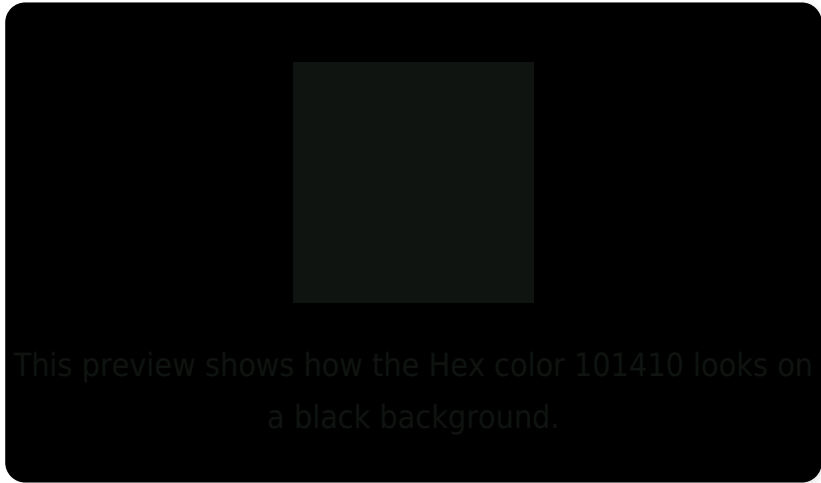 This preview shows how the Hex color 101410 looks on
a black background.